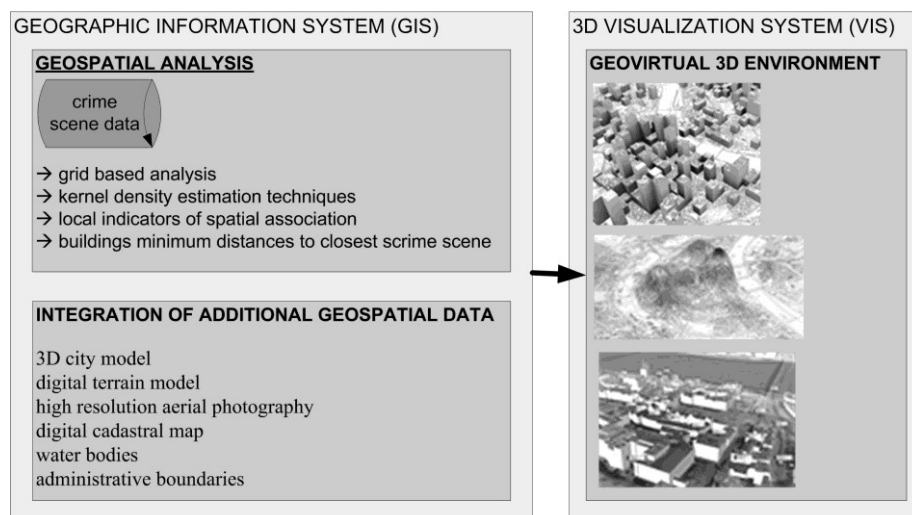 GEOGRAPHIC INFORMATION SYSTEM (GIS)
GEOSPATIAL ANALYSIS
crime
scene data
→ grid based analysis
→ kernel density estimation techniques
→ local indicators of spatial association
→ buildings minimum distances to closest scrime scene
INTEGRATION OF ADDITIONAL GEOSPATIAL DATA
3D city model
digital terrain model
high resolution aerial photography
digital cadastral map
water bodies
administrative boundaries
3D VISUALIZATION SYSTEM (VIS)
GEOVIRTUAL 3D ENVIRONMENT